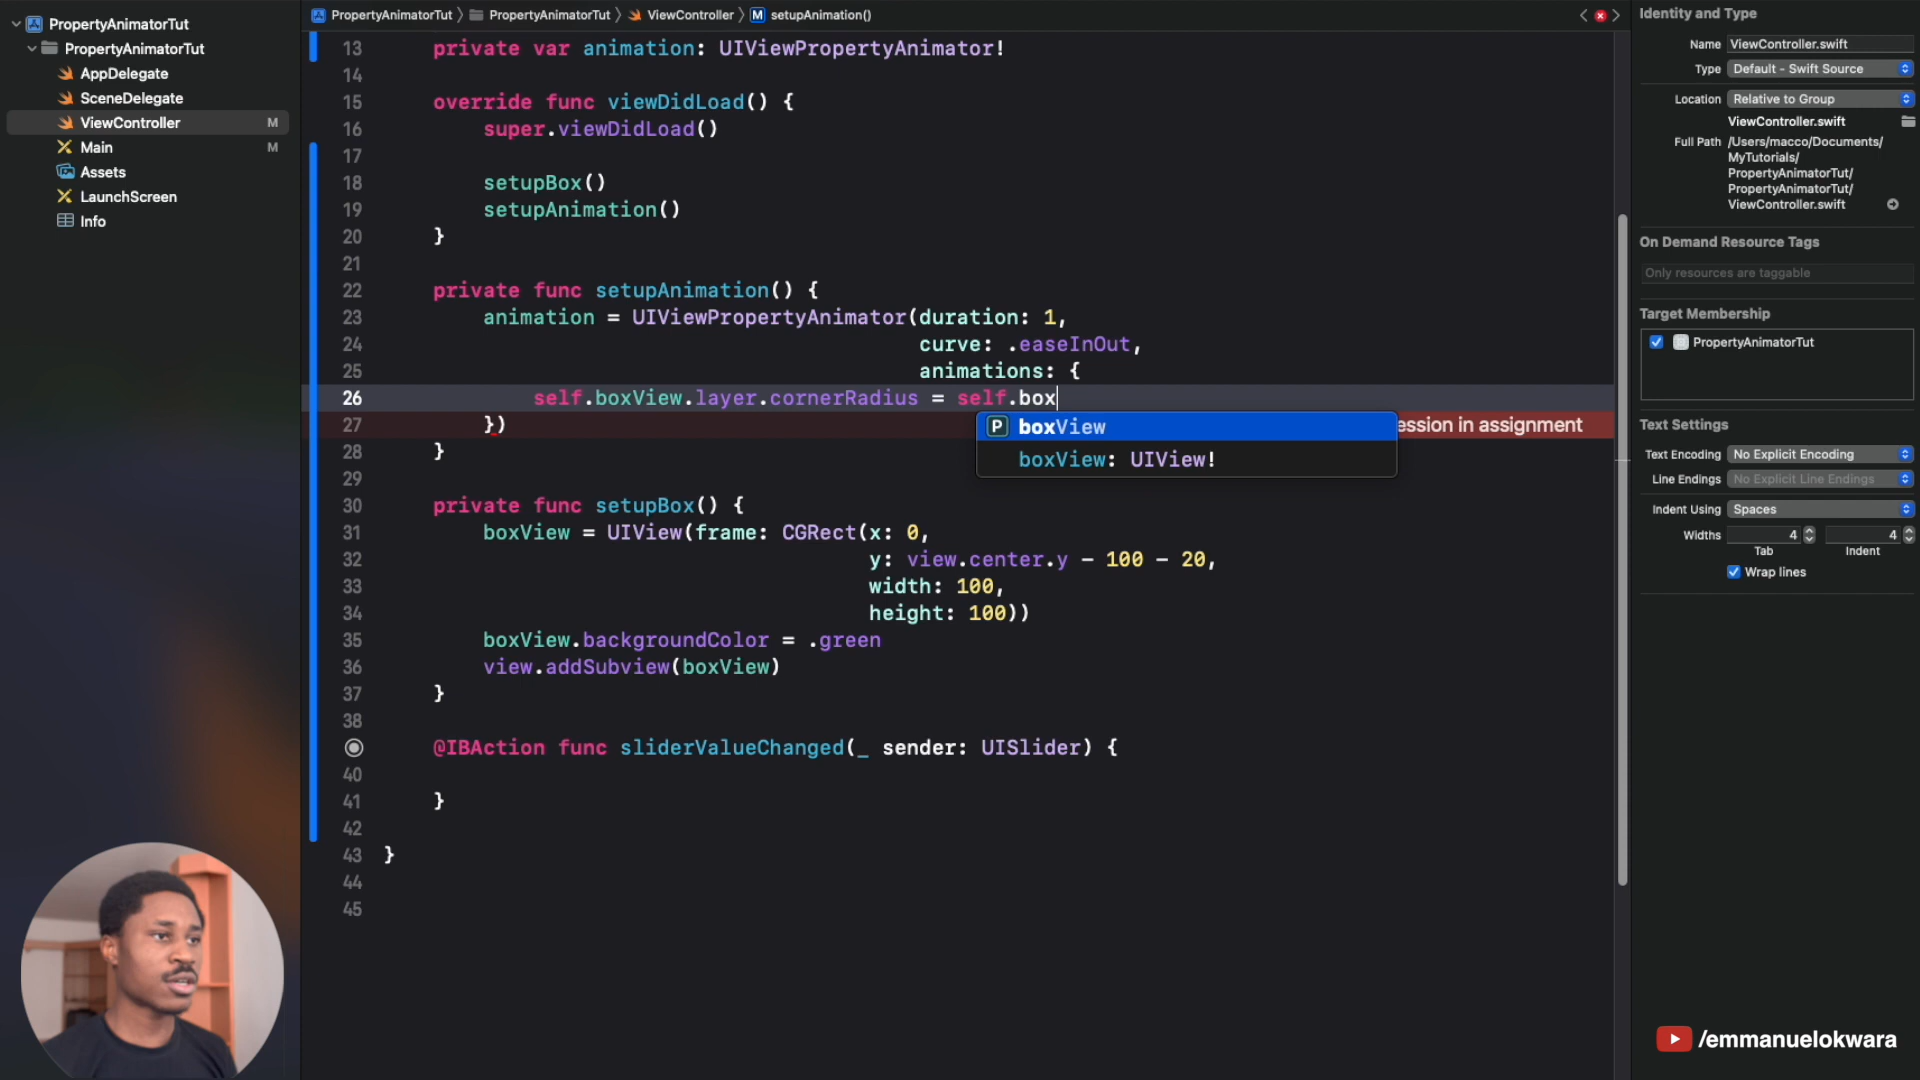 PropertyAnimatorTut
PropertyAnimatorTut
AppDelegate
SceneDelegate
ViewController M
Main M
Assets
LaunchScreen
Info
PropertyAnimatorTut PropertyAnimatorTut ViewController M setupAnimation()
13 private var animation: UIViewPropertyAnimator!
14
15 override func viewDidLoad() {
16 super.viewDidLoad()
17
18 setupBox()
19 setupAnimation()
20 }
21
22 private func setupAnimation() {
23 animation = UIViewPropertyAnimator(duration: 1,
24 curve: .easeInOut,
25 animations: {
26 self.boxView.layer.cornerRadius = self.box
27 }) ession in assignment
P boxView
boxView: UIView!
28 }
29
30 private func setupBox() {
31 boxView = UIView(frame: CGRect(x: 0,
32 y: view.center.y - 100 - 20,
33 width: 100,
34 height: 100))
35 boxView.backgroundColor = .green
36 view.addSubview(boxView)
37 }
38
@IBAction func sliderValueChanged(_ sender: UISlider) {
40
41 }
42
43 }
44
45
Identity and Type
Name ViewController.swift
Type Default - Swift Source
Location Relative to Group
ViewController.swift
Full Path /Users/macco/Documents/
MyTutorials/
PropertyAnimatorTut/
PropertyAnimatorTut/
ViewController.swift
On Demand Resource Tags
Only resources are taggable
Target Membership
PropertyAnimatorTut
Text Settings
Text Encoding No Explicit Encoding
Line Endings No Explicit Line Endings
Indent Using Spaces
Widths 4 4
Tab Indent
Wrap lines
/emmanuelokwara